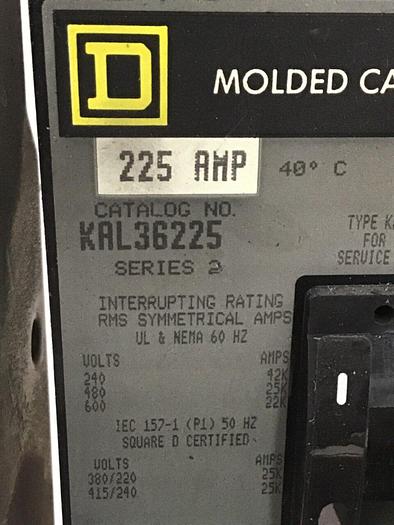 D
MOLDED CA
225 AMP 40° C
CATALOG NO.
KAL36225
SERIES 2
TYPE K
FOR
SERVICE
INTERRUPTING RATING
RMS SYMMETRICAL AMPS
UL & NEMA 60 HZ
VOLTS AMPS
240 42K
480 25K
600 22K
IEC 157-1 (P1) 50 HZ
SQUARE D CERTIFIED
VOLTS AMPS
380/220 25K
415/240 25K